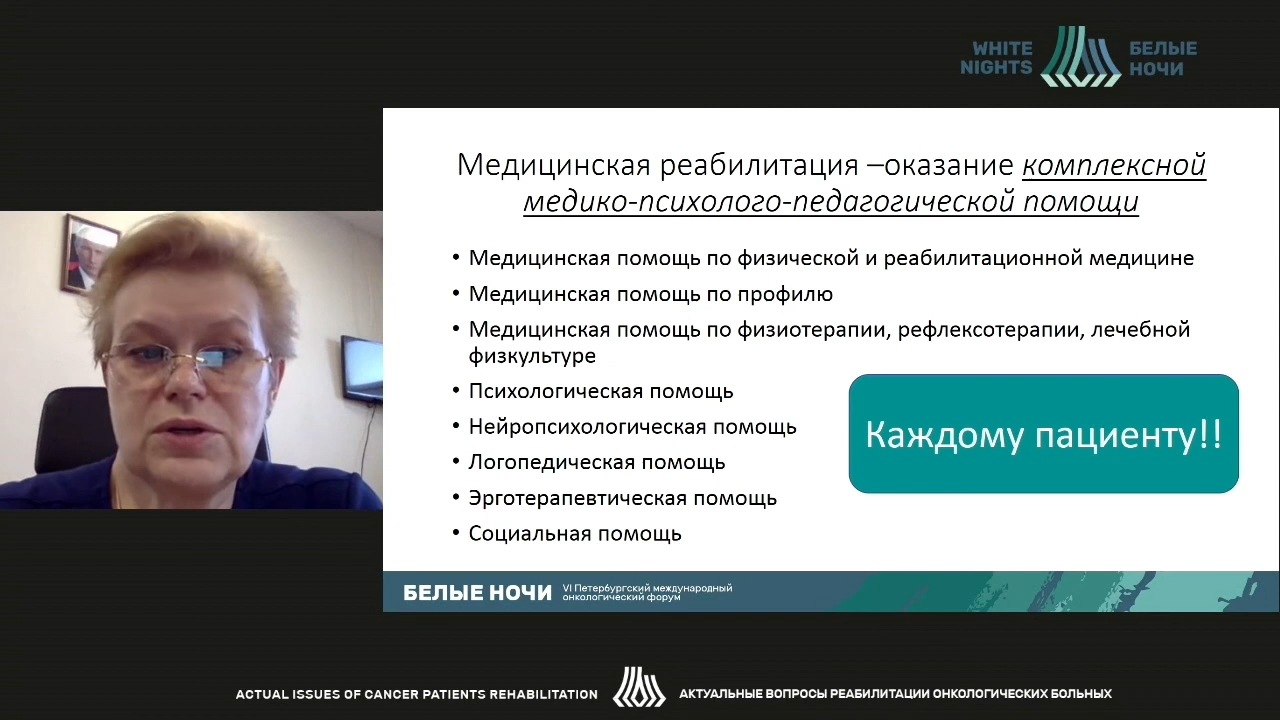 WHITE
NIGHTS
БЕЛЫЕ
НОЧИ
Медицинская реабилитация –оказание комплексной
медико-психолого-педагогической помощи
• Медицинская помощь по физической и реабилитационной медицине
• Медицинская помощь по профилю
• Медицинская помощь по физиотерапии, рефлексотерапии, лечебной
физкультуре
• Психологическая помощь
• Нейропсихологическая помощь
• Логопедическая помощь
• Эрготерапевтическая помощь
• Социальная помощь
Каждому пациенту!!
БЕЛЫЕ НОЧИ
VI Петербургский международный
онкологический форум
ACTUAL ISSUES OF CANCER PATIENTS REHABILITATION
АКТУАЛЬНЫЕ ВОПРОСЫ РЕАБИЛИТАЦИИ ОНКОЛОГИЧЕСКИХ БОЛЬНЫХ